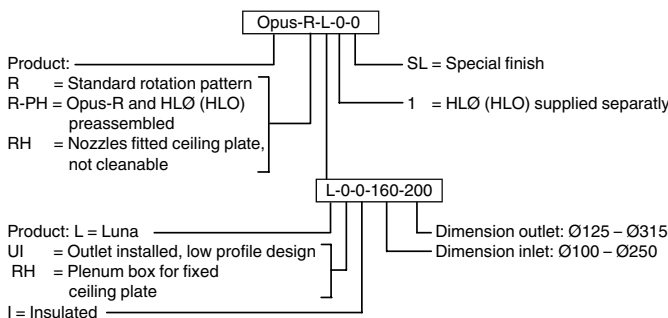 Opus-R-L-0-0
Product:
SL = Special finish
R = Standard rotation pattern
R-PH = Opus-R and HLØ (HLO)
preassembled
1 = HLØ (HLO) supplied separatly
RH = Nozzles fitted ceiling plate,
not cleanable
L-0-0-160-200
Product: L = Luna
Dimension outlet: Ø125 – Ø315
UI = Outlet installed, low profile design
Dimension inlet: Ø100 – Ø250
RH = Plenum box for fixed
ceiling plate
I = Insulated